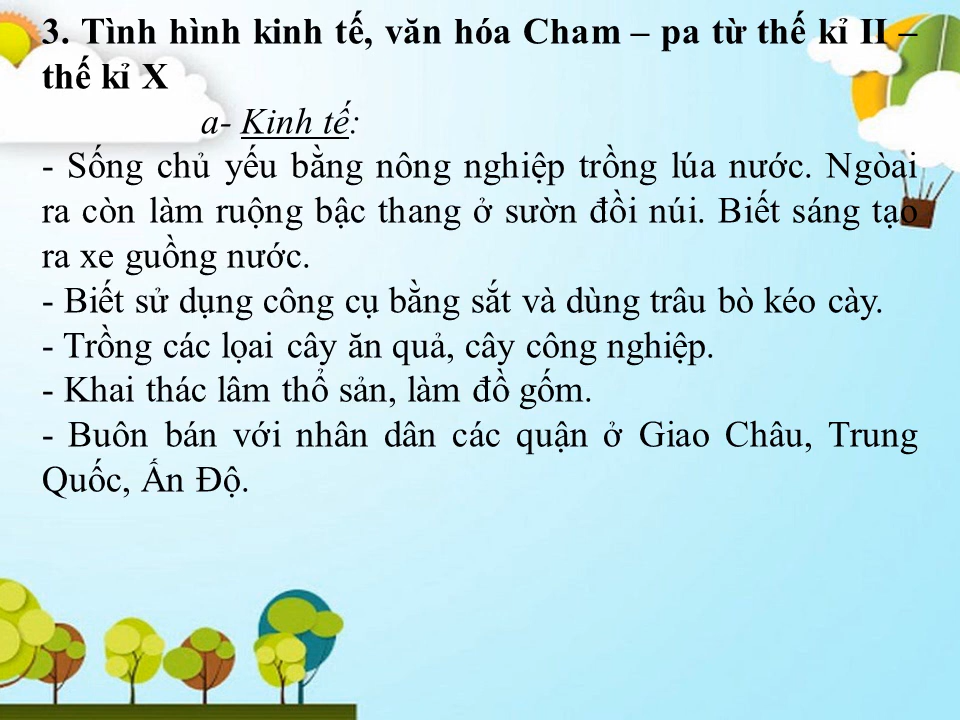 3. Tình hình kinh tế, văn hóa Cham – pa từ thế kỉ II –
thế kỉ X
a- Kinh tế:
- Sống chủ yếu bằng nông nghiệp trồng lúa nước. Ngòai
ra còn làm ruộng bậc thang ở sườn đồi núi. Biết sáng tạo
ra xe guồng nước.
- Biết sử dụng công cụ bằng sắt và dùng trâu bò kéo cày.
- Trồng các lọai cây ăn quả, cây công nghiệp.
- Khai thác lâm thổ sản, làm đồ gốm.
- Buôn bán với nhân dân các quận ở Giao Châu, Trung
Quốc, Ấn Độ.